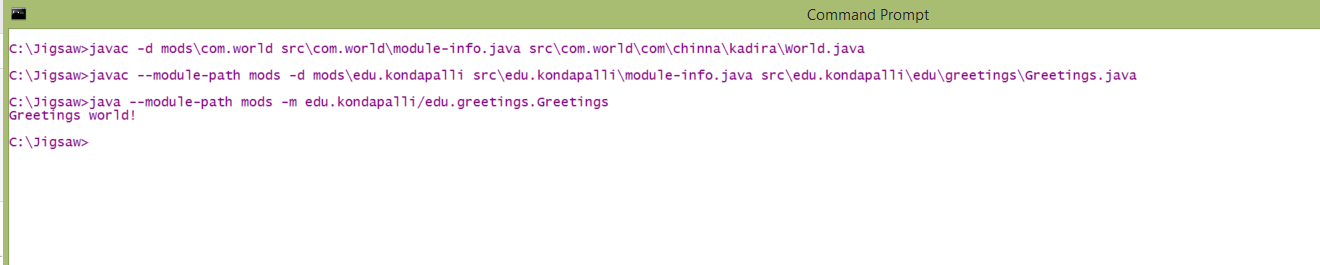 Command Prompt
C:\Jigsaw>javac -d mods\com.world src\com.world\module-info.java src\com.world\com\chinna\kadira\World.java
C:\Jigsaw>javac --module-path mods -d mods\edu.kondapalli src\edu.kondapalli\module-info.java src\edu.kondapalli\edu\greetings\Greetings.java
C:\Jigsaw>java --module-path mods -m edu.kondapalli/edu.greetings.Greetings
Greetings world!
C:\Jigsaw>